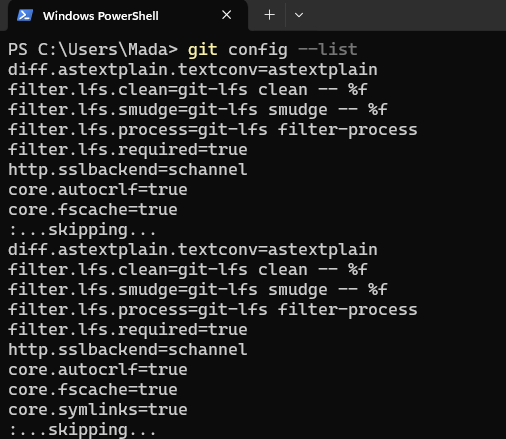 Windows PowerShell
PS C:\Users\Mada> git config --list
diff.astextplain.textconv=astextplain
filter.lfs.clean=git-lfs clean -- %f
filter.lfs.smudge=git-lfs smudge -- %f
filter.lfs.process=git-lfs filter-process
filter.lfs.required=true
http.sslbackend=schannel
core.autocrlf=true
core.fscache=true
:...skipping...
diff.astextplain.textconv=astextplain
filter.lfs.clean=git-lfs clean -- %f
filter.lfs.smudge=git-lfs smudge -- %f
filter.lfs.process=git-lfs filter-process
filter.lfs.required=true
http.sslbackend=schannel
core.autocrlf=true
core.fscache=true
core.symlinks=true
:...skipping...